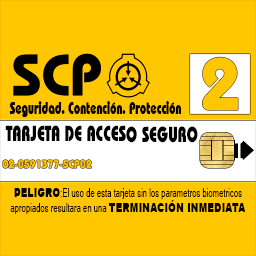 SCP 2
Seguridad. Contención. Protección
TARJETA DE ACCESO SEGURO
02-0591377-SCP02
PELIGRO:El uso de esta tarjeta sin los parametros biometricos
apropiados resultara en una TERMINACIÓN INMEDIATA